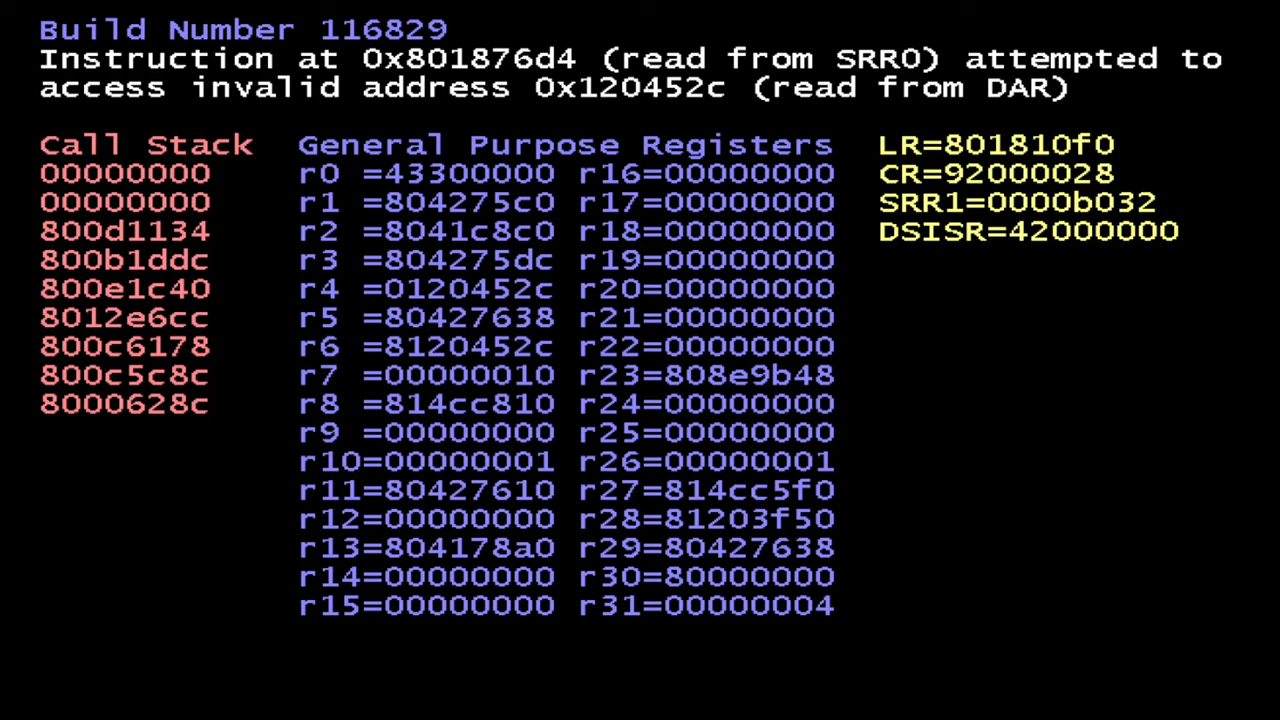 Build Number 116829
Instruction at 0x801876d4 (read from SRR0) attempted to
access invalid address 0x120452c (read from DAR)
Call Stack General Purpose Registers LR=801810f0
00000000 r0 =43300000 r16=00000000 CR=92000028
00000000 r1 =804275c0 r17=00000000 SRR1=0000b032
800d1134 r2 =8041c8c0 r18=00000000 DSISR=42000000
800b1ddc r3 =804275dc r19=00000000
800e1c40 r4 =0120452c r20=00000000
8012e6cc r5 =80427638 r21=00000000
800c6178 r6 =8120452c r22=00000000
800c5c8c r7 =00000010 r23=808e9b48
8000628c r8 =814cc810 r24=00000000
r9 =00000000 r25=00000000
r10=00000001 r26=00000001
r11=80427610 r27=814cc5f0
r12=00000000 r28=81203f50
r13=804178a0 r29=80427638
r14=00000000 r30=80000000
r15=00000000 r31=00000004